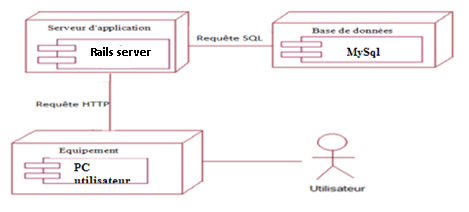 Serveur d'application
Rails server
Requête SQL
Base de données
MySql
Requête HTTP
Equipement
PC
utilisateur
Utilisateur